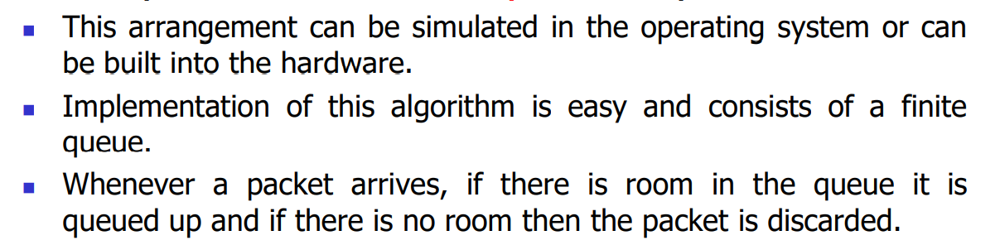 ▪ This arrangement can be simulated in the operating system or can
be built into the hardware.
▪ Implementation of this algorithm is easy and consists of a finite
queue.
▪ Whenever a packet arrives, if there is room in the queue it is
queued up and if there is no room then the packet is discarded.